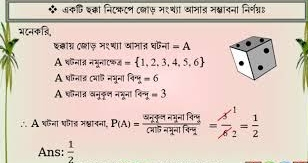 ❖ একটি ছক্কা নিক্ষেপে জোড় সংখ্যা আসার সম্ভাবনা নির্ণয়ঃ
মনেকরি,
ছক্কায় জোড় সংখ্যা আসার ঘটনা = A
A ঘটনার নমুনাক্ষেত্র = {1, 2, 3, 4, 5, 6}
A ঘটনার মোট নমুনা বিন্দু = 6
A ঘটনার অনুকুল নমুনা বিন্দু = 3
∴ A ঘটনা ঘটার সম্ভাবনা, P(A) = অনুকুল নমুনা বিন্দু / মোট নমুনা বিন্দু = 3 1 / 6 2 = 1/2
Ans: 1/2